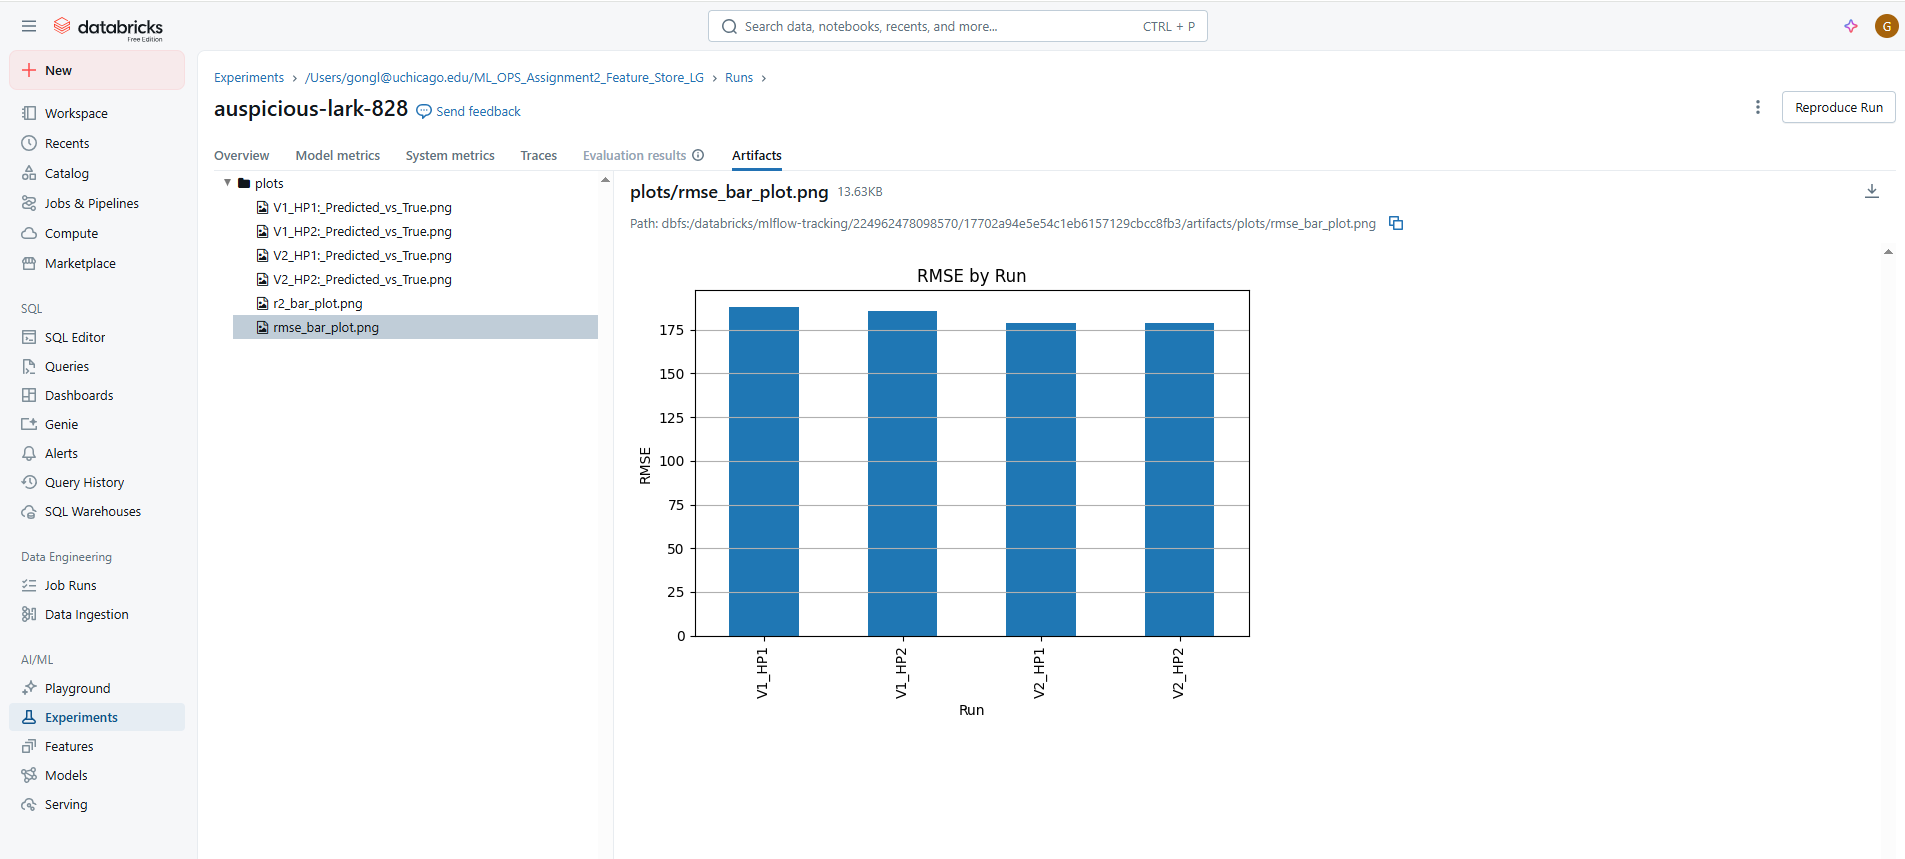 databricks
Free Edition
Search data, notebooks, recents, and more...
CTRL + P
G
New
Workspace
Recents
Catalog
Jobs & Pipelines
Compute
Marketplace
SQL
SQL Editor
Queries
Dashboards
Genie
Alerts
Query History
SQL Warehouses
Data Engineering
Job Runs
Data Ingestion
AI/ML
Playground
Experiments
Features
Models
Serving
Experiments > /Users/gongl@uchicago.edu/ML_OPS_Assignment2_Feature_Store_LG > Runs >
auspicious-lark-828
Send feedback
Reproduce Run
Overview
Model metrics
System metrics
Traces
Evaluation results
Artifacts
plots
V1_HP1:_Predicted_vs_True.png
V1_HP2:_Predicted_vs_True.png
V2_HP1:_Predicted_vs_True.png
V2_HP2:_Predicted_vs_True.png
r2_bar_plot.png
rmse_bar_plot.png
plots/rmse_bar_plot.png 13.63KB
Path: dbfs:/databricks/mlflow-tracking/224962478098570/17702a94e5e54c1eb6157129cbcc8fb3/artifacts/plots/rmse_bar_plot.png
RMSE by Run
RMSE
175
150
125
100
75
50
25
0
V1_HP1
V1_HP2
V2_HP1
V2_HP2
Run